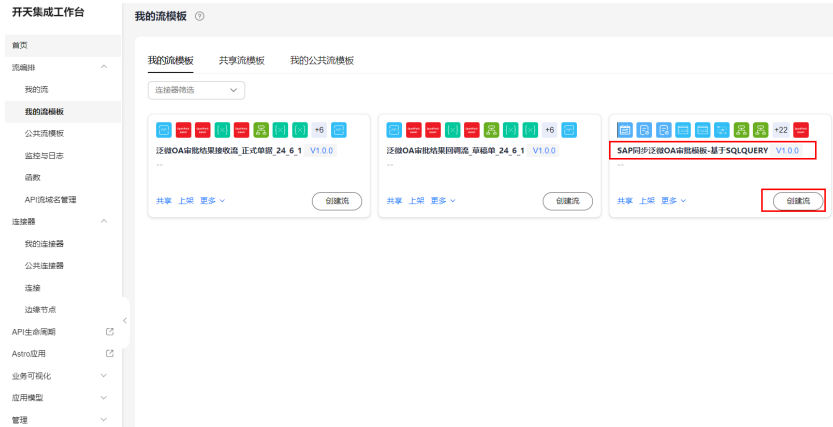 开天集成工作台
首页
流编排
我的流
我的流模板
公共流模板
监控与日志
函数
API流域名管理
连接器
我的连接器
公共连接器
连接
边缘节点
API生命周期
Astro应用
业务可视化
应用模型
管理
我的流模板
我的流模板 共享流模板 我的公共流模板
连接器筛选
+6
泛微OA审批结果接收流_正式单据_24_6_1 V1.0.0
--
共享 上架 更多 创建流
+6
泛微OA审批结果回调流_草稿单_24_6_1 V1.0.0
--
共享 上架 更多 创建流
+22
SAP同步泛微OA审批模板-基于SQLQUERY V1.0.0
--
共享 上架 更多 创建流